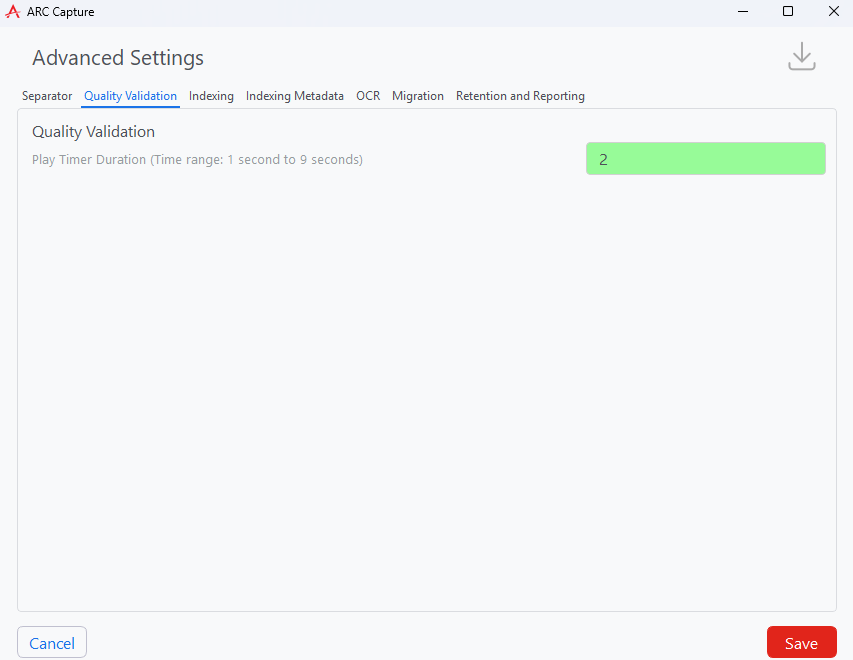 ARC Capture
Advanced Settings
Separator Quality Validation Indexing Indexing Metadata OCR Migration Retention and Reporting
Quality Validation
Play Timer Duration (Time range: 1 second to 9 seconds) 2
Cancel Save